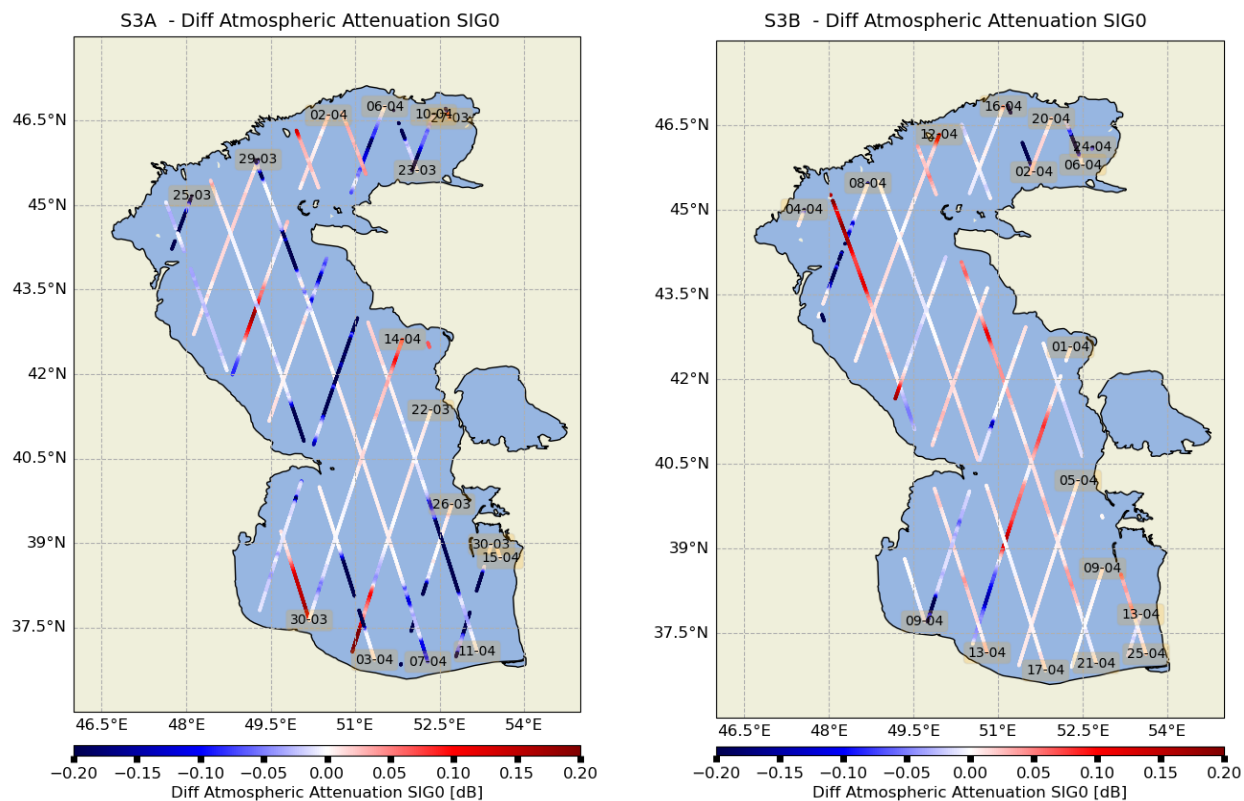 S3A - Diff Atmospheric Attenuation SIG0
46.5°N
45°N
43.5°N
42°N
40.5°N
39°N
37.5°N
02-04
06-04
10-04
27-03
29-03
23-03
25-03
14-04
22-03
26-03
30-03
15-04
30-03
03-04
07-04
11-04
46.5°E 48°E 49.5°E 51°E 52.5°E 54°E
−0.20 −0.15 −0.10 −0.05 0.00 0.05 0.10 0.15 0.20
Diff Atmospheric Attenuation SIG0 [dB]
S3B - Diff Atmospheric Attenuation SIG0
46.5°N
45°N
43.5°N
42°N
40.5°N
39°N
37.5°N
16-04
20-04
12-04
24-04
06-04
02-04
08-04
04-04
01-04
05-04
09-04
13-04
09-04
13-04
17-04
21-04
25-04
46.5°E 48°E 49.5°E 51°E 52.5°E 54°E
−0.20 −0.15 −0.10 −0.05 0.00 0.05 0.10 0.15 0.20
Diff Atmospheric Attenuation SIG0 [dB]